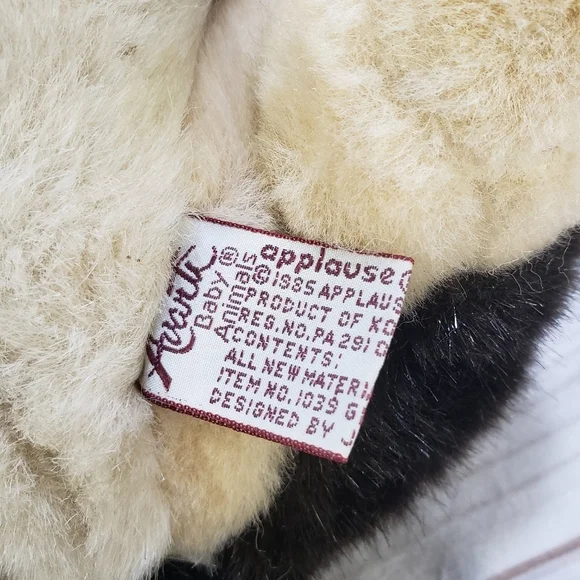 Avanti
Baby ®
Animals
applause
©1985 APPLAUS
PRODUCT OF KO
REG.NO.PA 291 C
CONTENTS:
ALL NEW MATERI
ITEM NO.1039 G
DESIGNED BY J